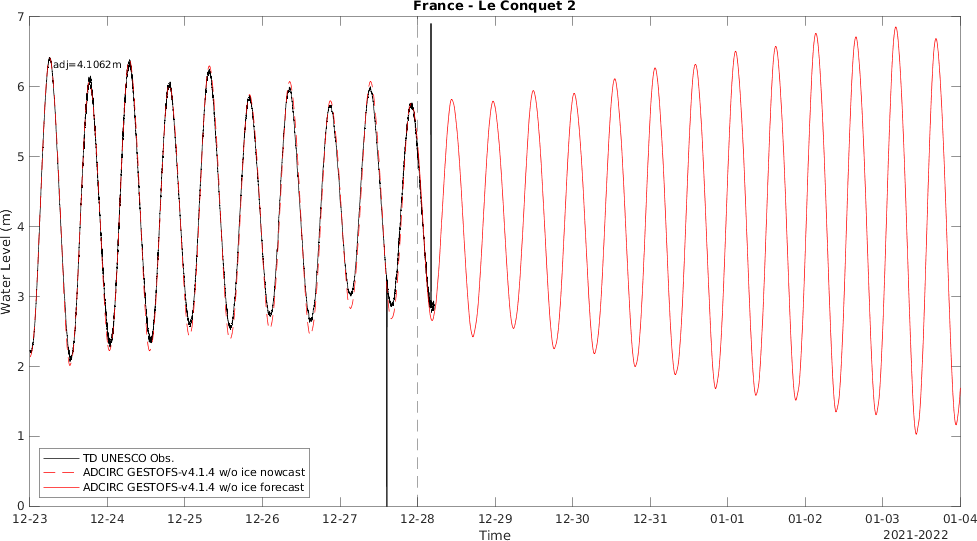 France - Le Conquet 2
7
adj=4.1062m
6
5
4
3
2
1
0
Water Level (m)
TD UNESCO Obs.
ADCIRC GESTOFS-v4.1.4 w/o ice nowcast
ADCIRC GESTOFS-v4.1.4 w/o ice forecast
12-23 12-24 12-25 12-26 12-27 12-28 12-29 12-30 12-31 01-01 01-02 01-03 01-04
Time
2021-2022